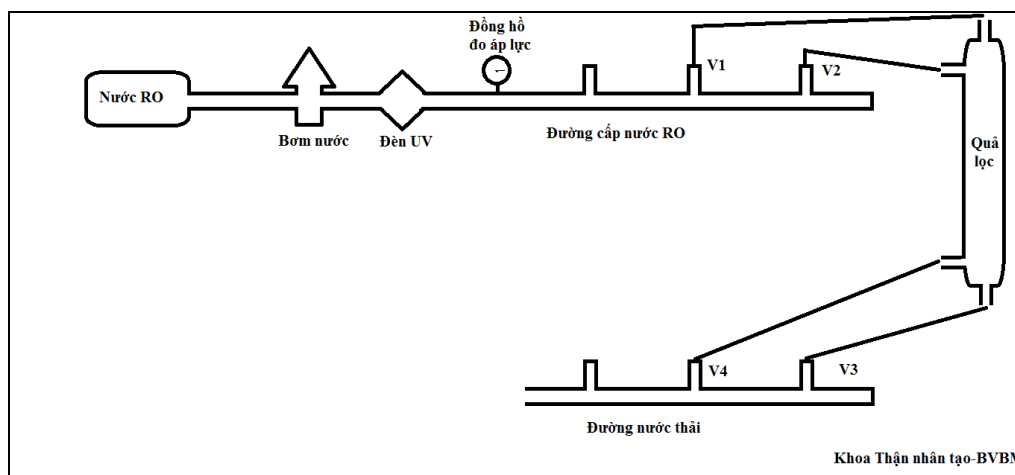 Đồng hồ
đo áp lực
V1
V2
Nước RO
Bơm nước
Đèn UV
Đường cấp nước RO
Quả
lọc
V4
V3
Đường nước thải
Khoa Thận nhân tạo-BVBM